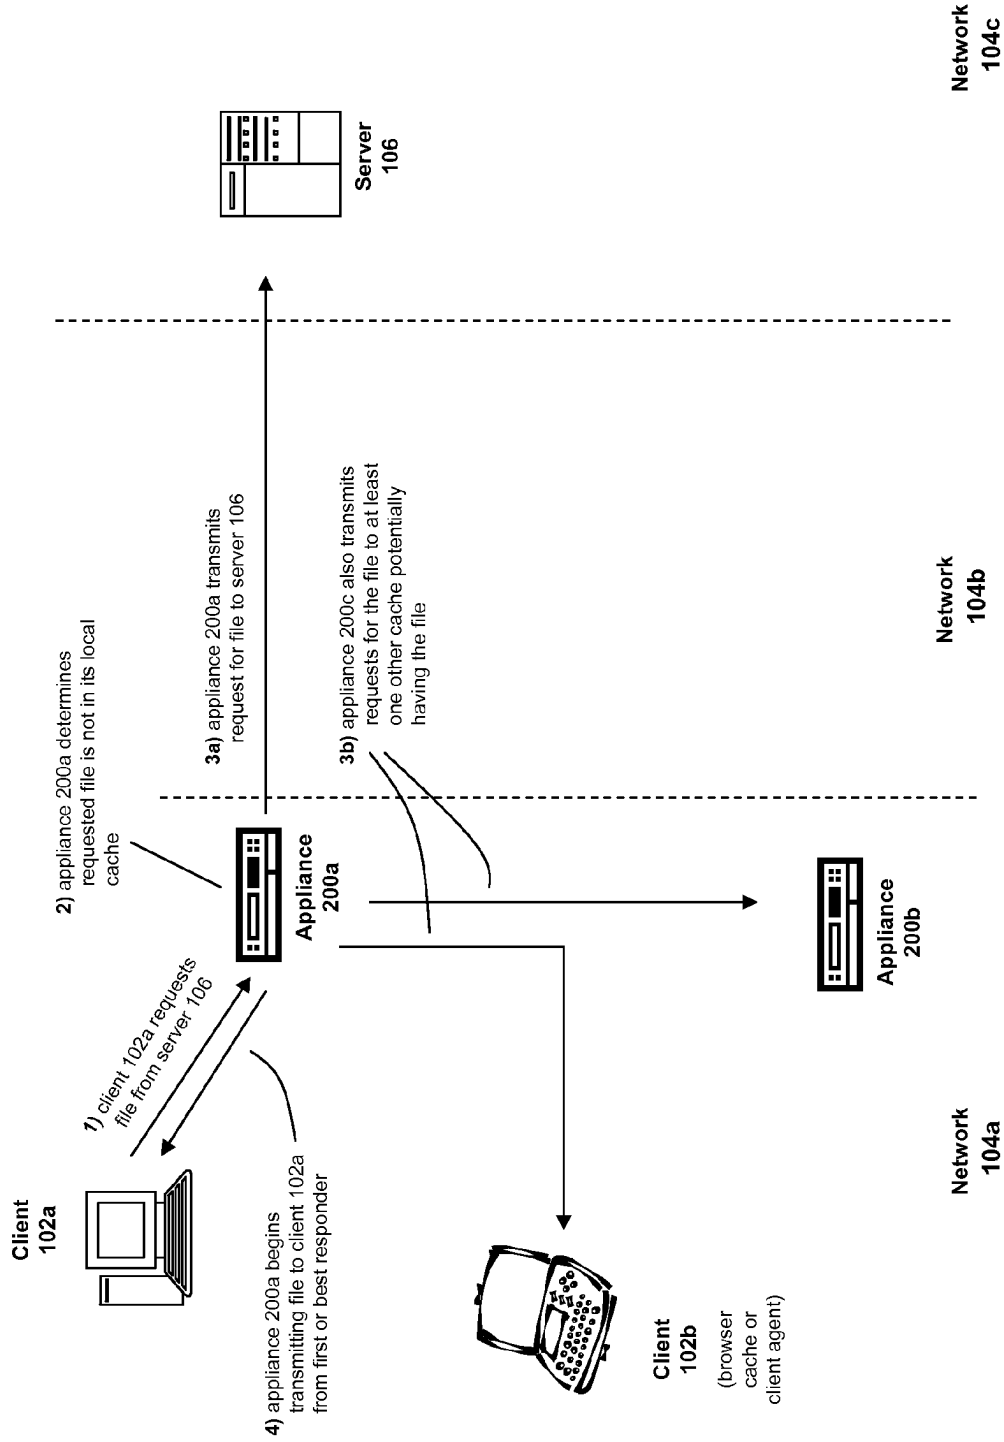 Client
102a
1) client 102a requests
file from server 106
2) appliance 200a determines
requested file is not in its local
cache
3a) appliance 200a transmits
request for file to server 106
Server
106
Appliance
200a
3b) appliance 200c also transmits
requests for the file to at least
one other cache potentially
having the file
4) appliance 200a begins
transmitting file to client 102a
from first or best responder
Client
102b
(browser
cache or
client agent)
Appliance
200b
Network
104a
Network
104b
Network
104c